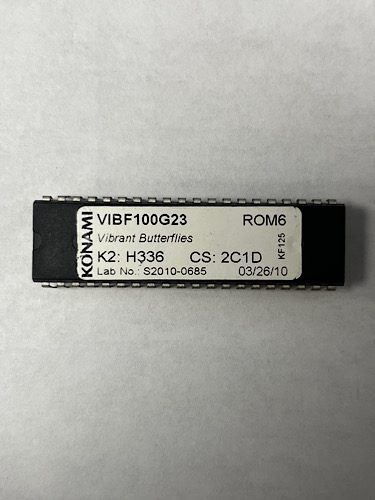 KONAMI
VIBF100G23 ROM6
Vibrant Butterflies
K2: H336 CS: 2C1D
Lab No.: S2010-0685 03/26/10
KF125